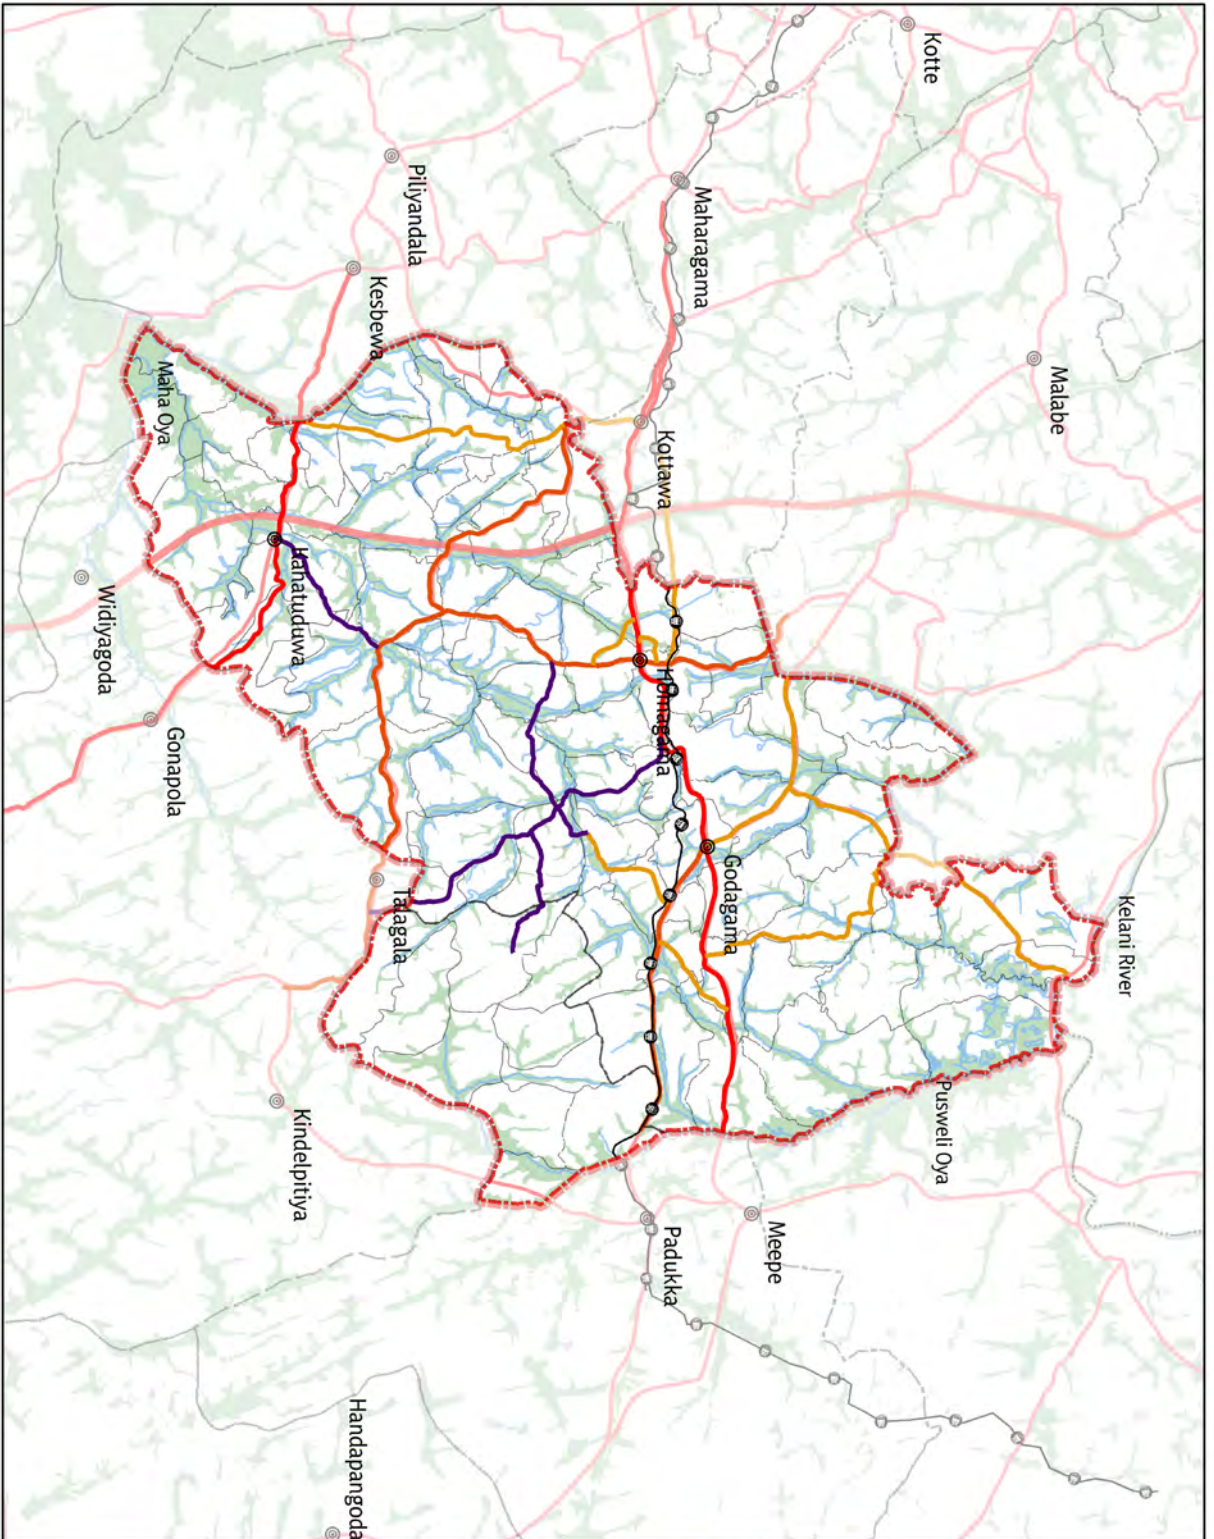 Kotte
Maharagama
Piliyandala
Kesbewa
Malabe
Kottawa
Maha Oya
Kahatuduwa
Widiyagoda
Gonapola
Homagama
Godagama
Talagala
Kelani River
Pusweli Oya
Kindelpitiya
Meepe
Padukka
Handapangoda